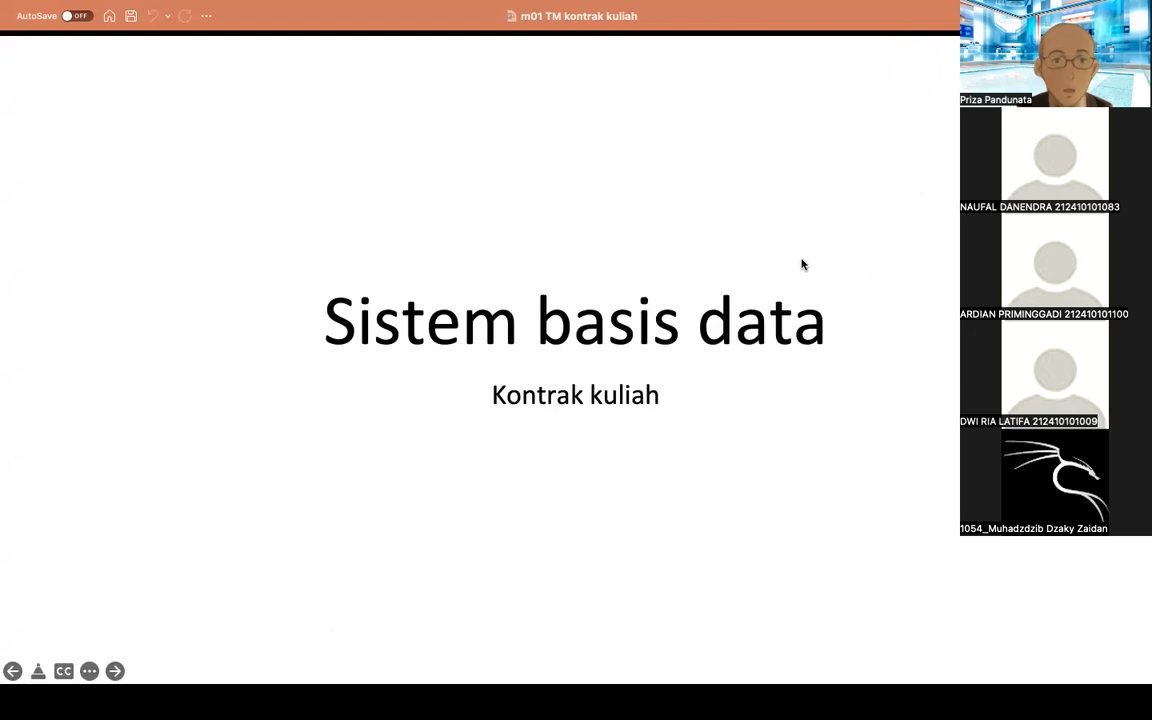 AutoSave OFF
m01 TM kontrak kuliah
Sistem basis data
Kontrak kuliah
CC
Priza Pandunata
NAUFAL DANENDRA 212410101083
ARDIAN PRIMINGGADI 212410101100
DWI RIA LATIFA 212410101009
1054_Muhadzdzib Dzaky Zaidan